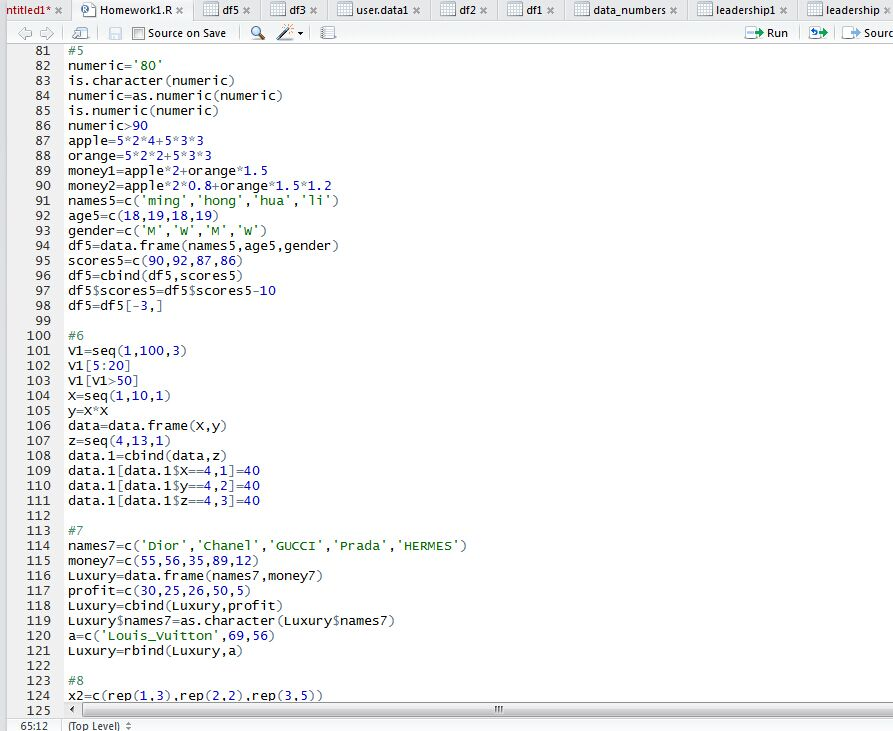 ntitled1* × Homework1.R × df5 × df3 × user.data1 × df2 × df1 × data_numbers × leadership1 × leadership ×
Source on Save Run Sourc
81 #5
82 numeric='80'
83 is.character(numeric)
84 numeric=as.numeric(numeric)
85 is.numeric(numeric)
86 numeric>90
87 apple=5*2*4+5*3*3
88 orange=5*2*2+5*3*3
89 money1=apple*2+orange*1.5
90 money2=apple*2*0.8+orange*1.5*1.2
91 names5=c('ming','hong','hua','li')
92 age5=c(18,19,18,19)
93 gender=c('M','W','M','W')
94 df5=data.frame(names5,age5,gender)
95 scores5=c(90,92,87,86)
96 df5=cbind(df5,scores5)
97 df5$scores5=df5$scores5-10
98 df5=df5[-3,]
99
100 #6
101 V1=seq(1,100,3)
102 V1[5:20]
103 V1[V1>50]
104 X=seq(1,10,1)
105 y=X*X
106 data=data.frame(X,y)
107 z=seq(4,13,1)
108 data.1=cbind(data,z)
109 data.1[data.1$X==4,1]=40
110 data.1[data.1$y==4,2]=40
111 data.1[data.1$z==4,3]=40
112
113 #7
114 names7=c('Dior','Chanel','GUCCI','Prada','HERMES')
115 money7=c(55,56,35,89,12)
116 Luxury=data.frame(names7,money7)
117 profit=c(30,25,26,50,5)
118 Luxury=cbind(Luxury,profit)
119 Luxury$names7=as.character(Luxury$names7)
120 a=c('Louis_Vuitton',69,56)
121 Luxury=rbind(Luxury,a)
122
123 #8
124 x2=c(rep(1,3),rep(2,2),rep(3,5))
125
65:12 (Top Level)